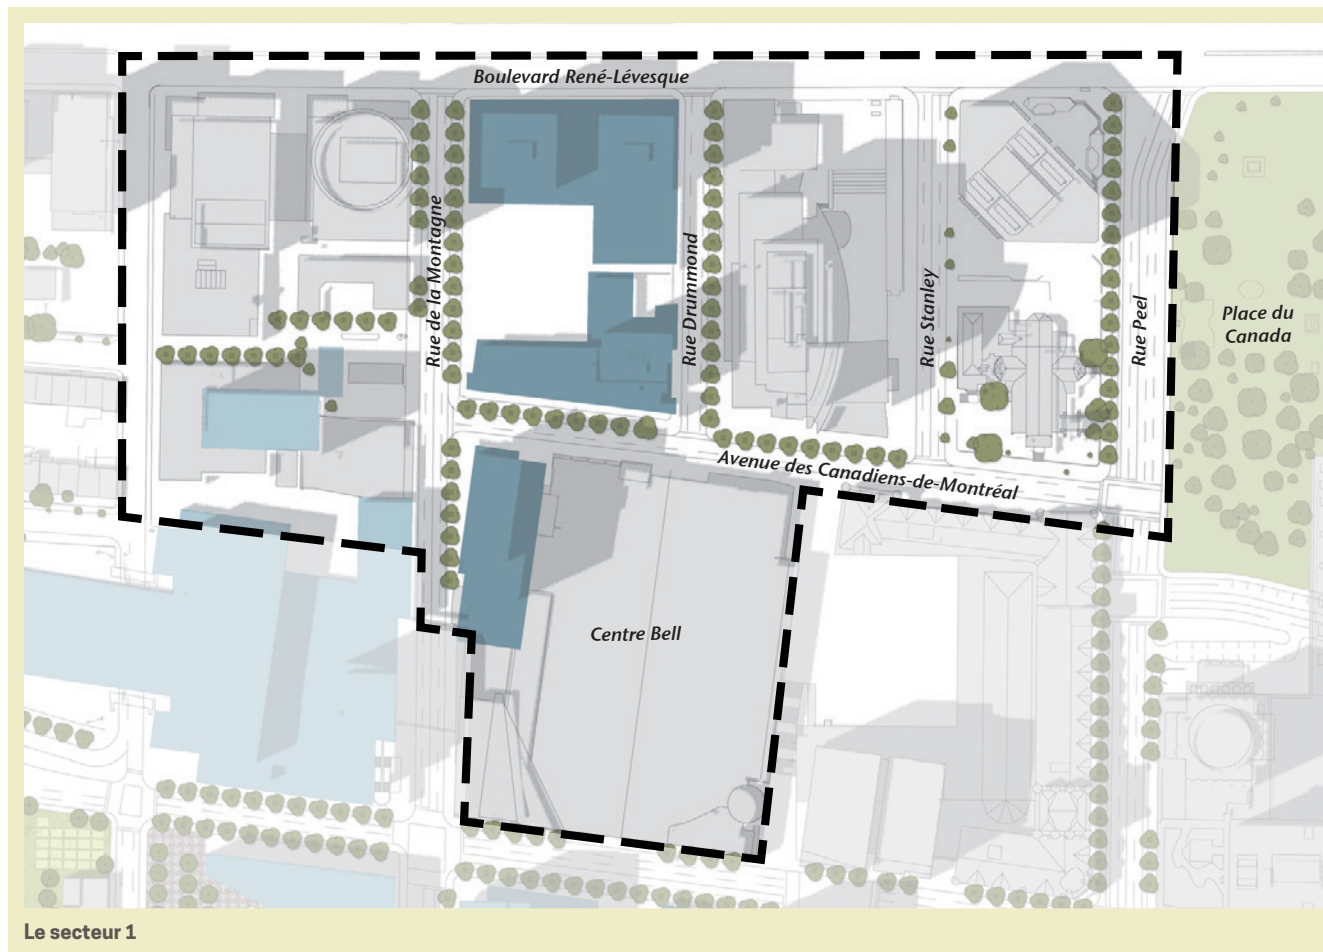 Boulevard René-Lévesque
Rue de la Montagne
Rue Drummond
Rue Stanley
Rue Peel
Place du
Canada
Avenue des Canadiens-de-Montréal
Centre Bell
Le secteur 1